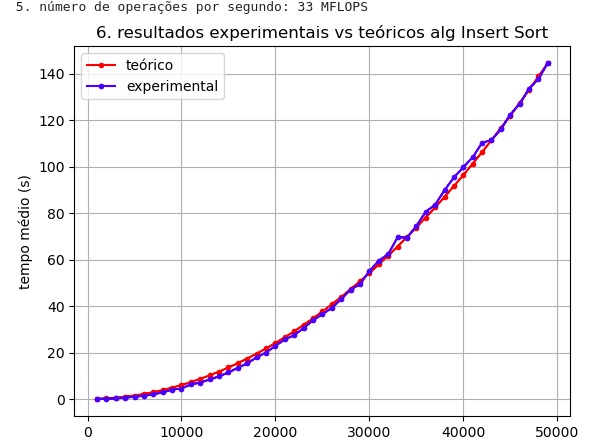 5. número de operações por segundo: 33 MFLOPS
6. resultados experimentais vs teóricos alg Insert Sort
teórico
experimental
tempo médio (s)
140
120
100
80
60
40
20
0
0 10000 20000 30000 40000 50000